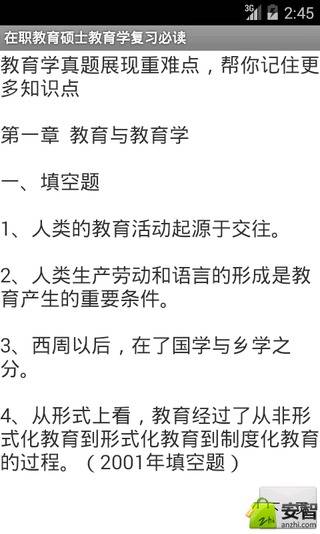 3G 2:45
在职教育硕士教育学复习必读
教育学真题展现重难点，帮你记住更
多知识点
第一章 教育与教育学
一、填空题
1、人类的教育活动起源于交往。
2、人类生产劳动和语言的形成是教
育产生的重要条件。
3、西周以后，在了国学与乡学之
分。
4、从形式上看，教育经过了从非形
式化教育到形式化教育到制度化教育
的过程。（2001年填空题）
安智
anzhi.com